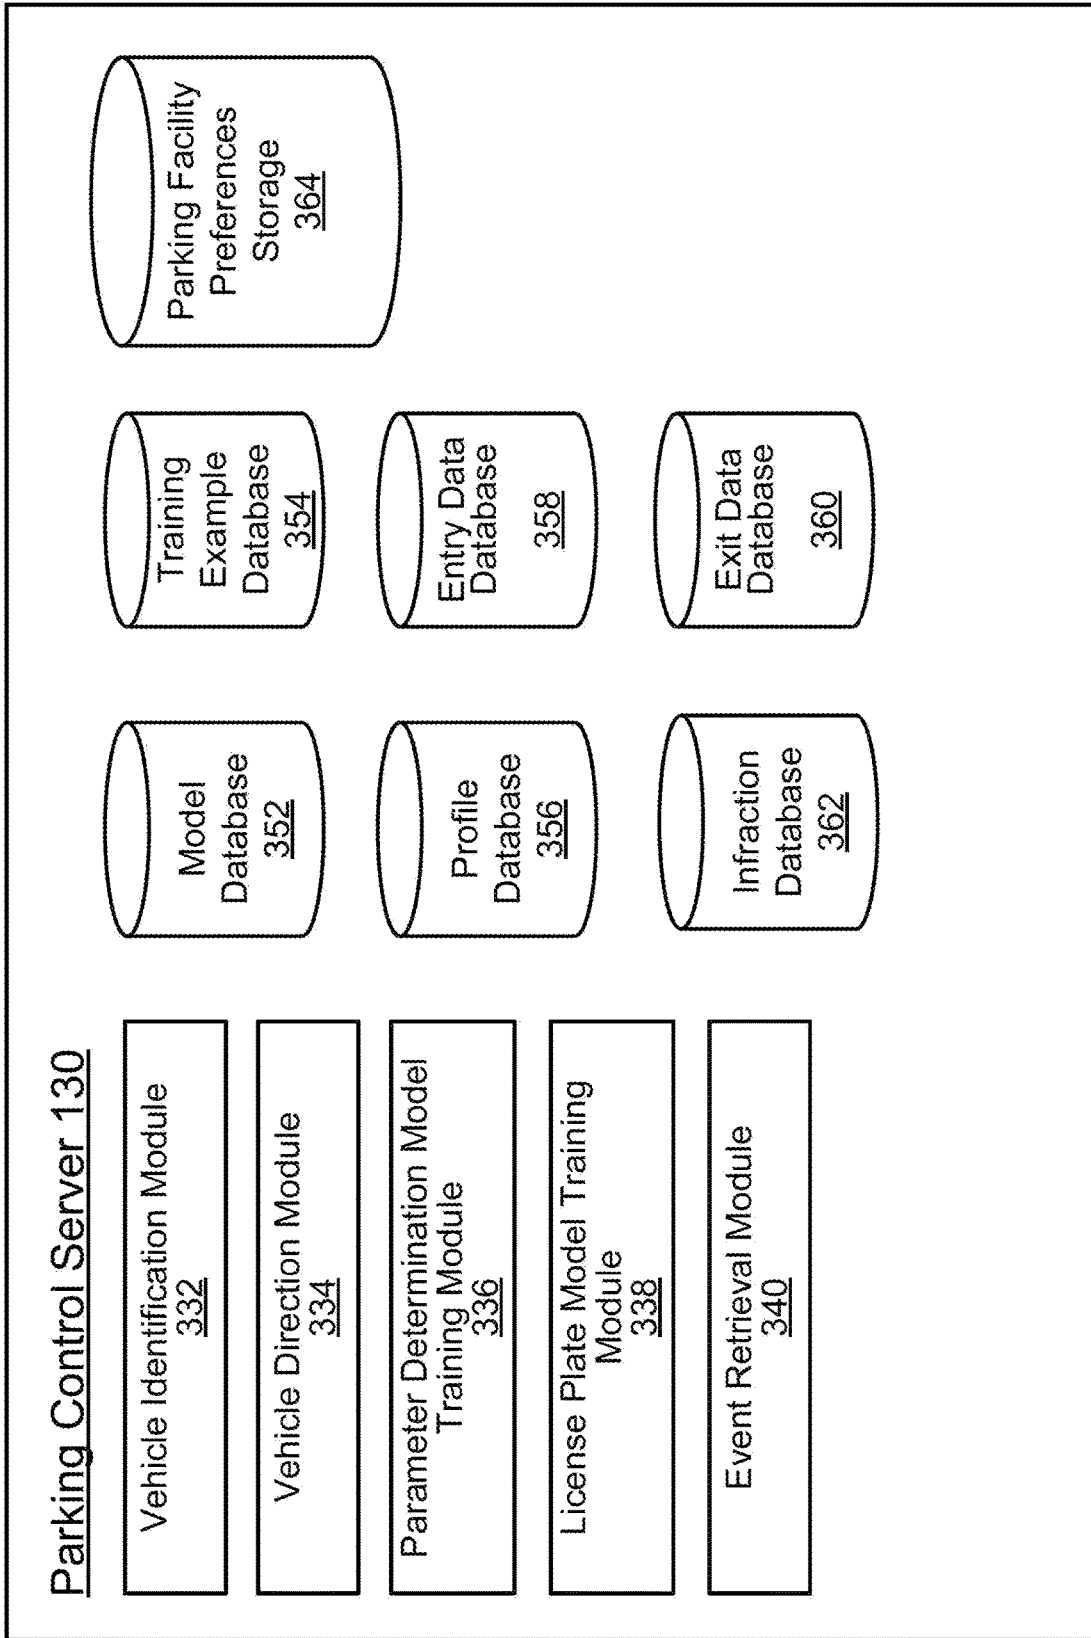 Parking Control Server 130
Vehicle Identification Module
332
Vehicle Direction Module
334
Parameter Determination Model
Training Module
336
License Plate Model Training
Module
338
Event Retrieval Module
340
Model
Database
352
Training
Example
Database
354
Parking Facility
Preferences
Storage
364
Profile
Database
356
Entry Data
Database
358
Infraction
Database
362
Exit Data
Database
360